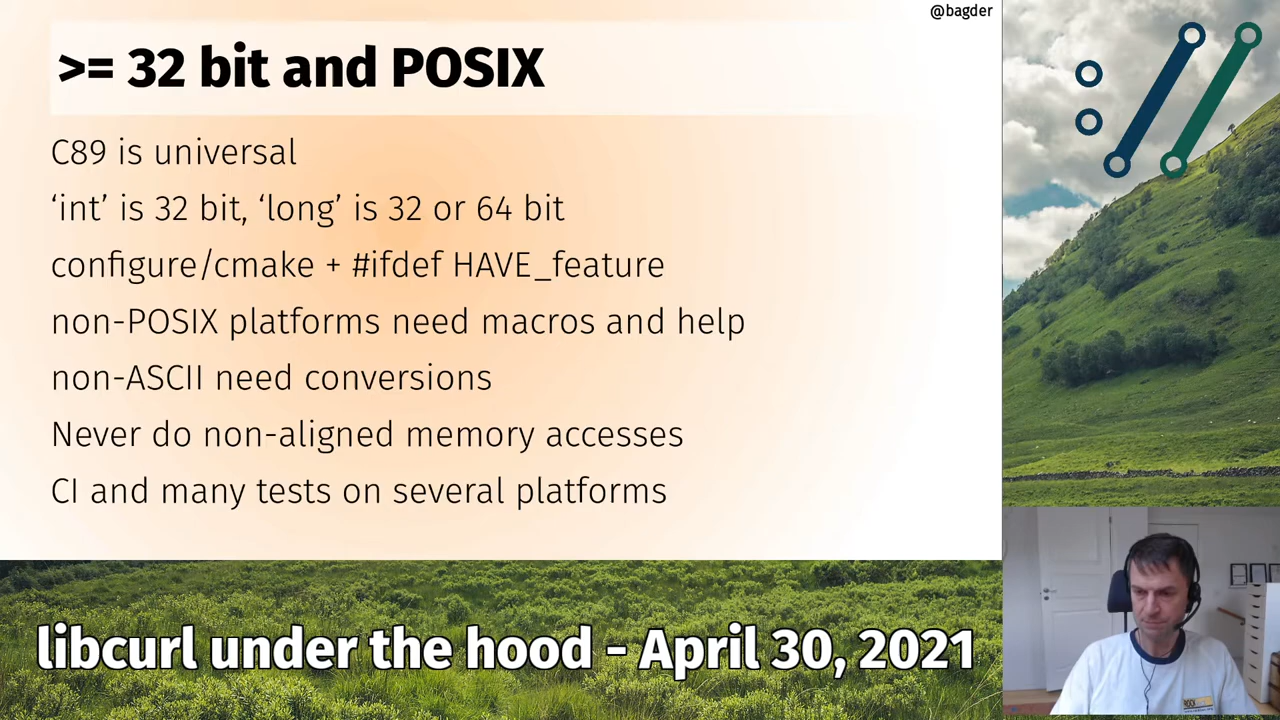 @bagder
>= 32 bit and POSIX
C89 is universal
‘int’ is 32 bit, ‘long’ is 32 or 64 bit
configure/cmake + #ifdef HAVE_feature
non-POSIX platforms need macros and help
non-ASCII need conversions
Never do non-aligned memory accesses
CI and many tests on several platforms
libcurl under the hood - April 30, 2021